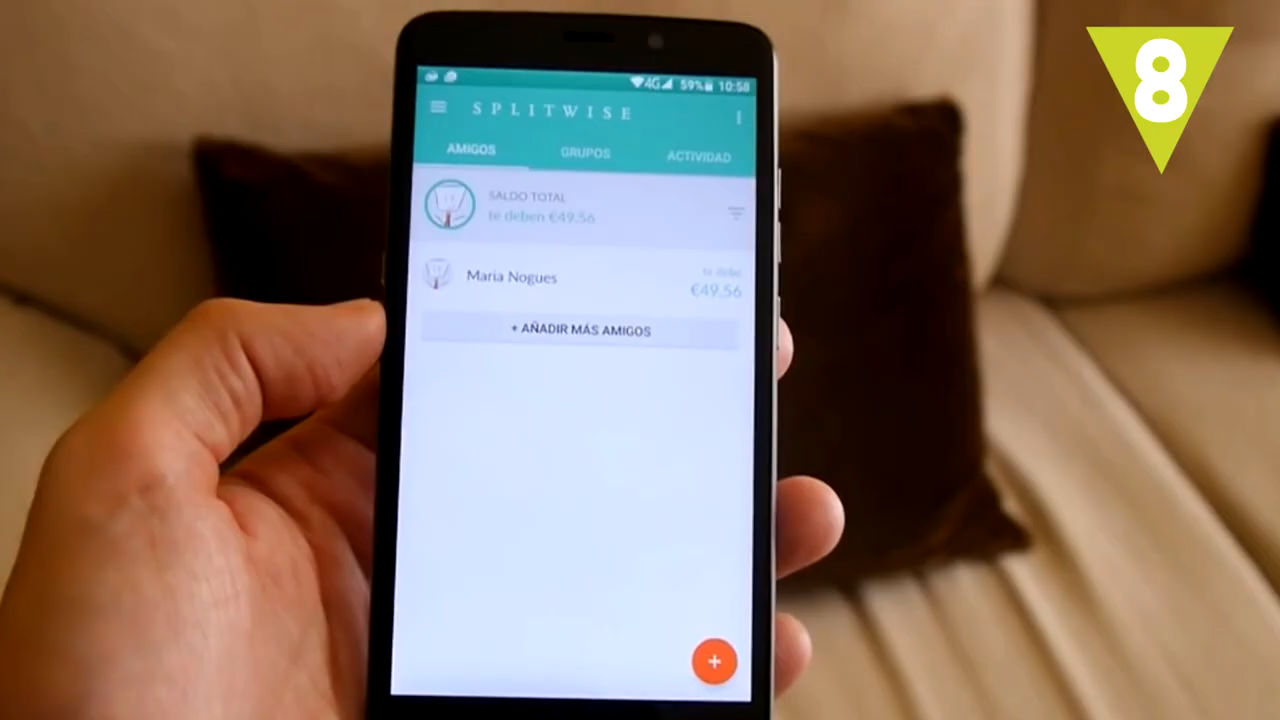 8
4G 59% 10:58
SPLITWISE
AMIGOS GRUPOS ACTIVIDAD
SALDO TOTAL
te deben €49.56
te debe
Maria Nogues €49.56
+ AÑADIR MÁS AMIGOS
+